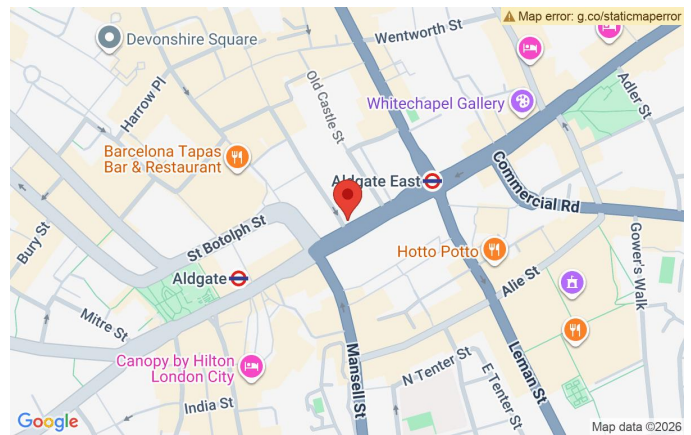 Map error: g.co/staticmaperror
Wentworth St
Devonshire Square
Old Castle St
Adler St
Harrow Pl
Whitechapel Gallery
Barcelona Tapas
Bar & Restaurant
Aldgate East
Commercial Rd
St Botolph St
Bury St
Hotto Potto
Gower's Walk
Aldgate
Alie St
Mitre St
Mansell St
Leman St
Canopy by Hilton
London City
N Tenter St
E Tenter St
India St
Google
Map data ©2026